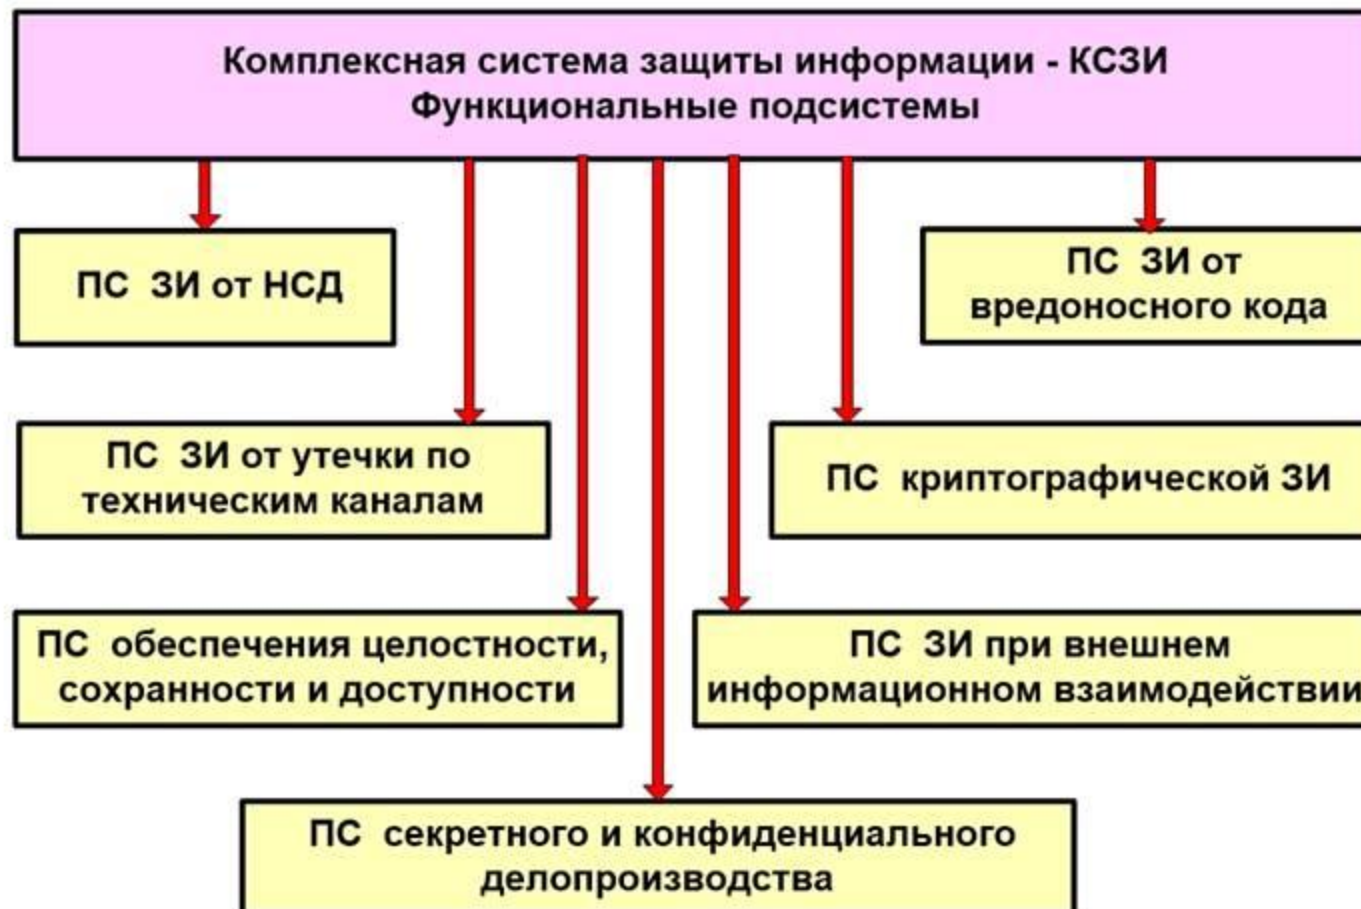 Комплексная система защиты информации - КСЗИ
Функциональные подсистемы
ПС ЗИ от НСД
ПС ЗИ от
вредоносного кода
ПС ЗИ от утечки по
техническим каналам
ПС криптографической ЗИ
ПС обеспечения целостности,
сохранности и доступности
ПС ЗИ при внешнем
информационном взаимодействии
ПС секретного и конфиденциального
делопроизводства